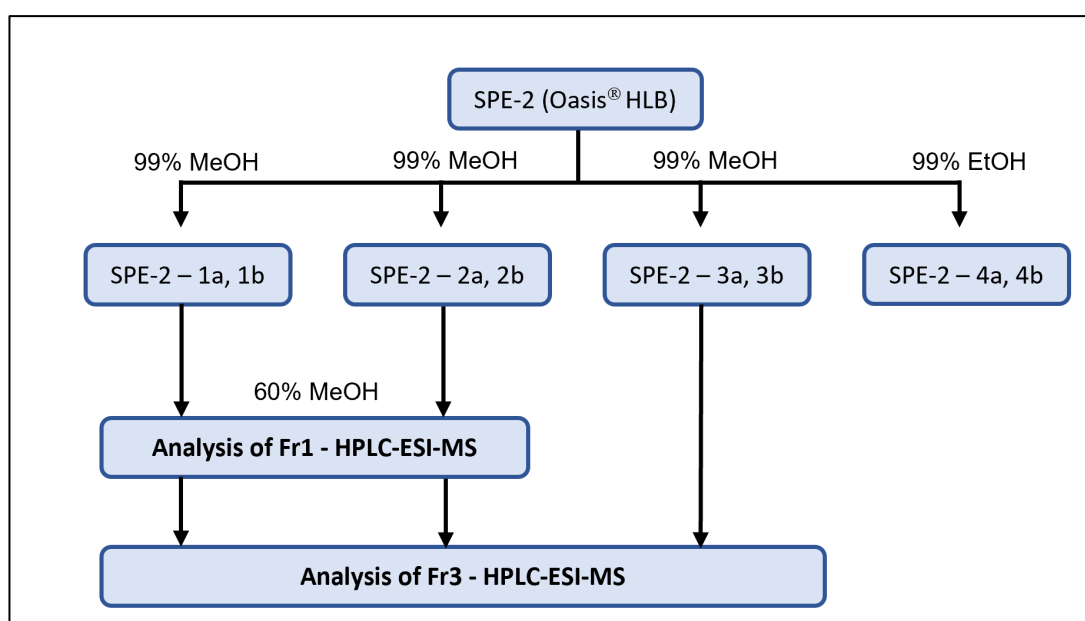 SPE-2 (Oasis® HLB)
99% MeOH
99% MeOH
99% MeOH
99% EtOH
SPE-2 – 1a, 1b
SPE-2 – 2a, 2b
SPE-2 – 3a, 3b
SPE-2 – 4a, 4b
60% MeOH
Analysis of Fr1 - HPLC-ESI-MS
Analysis of Fr3 - HPLC-ESI-MS